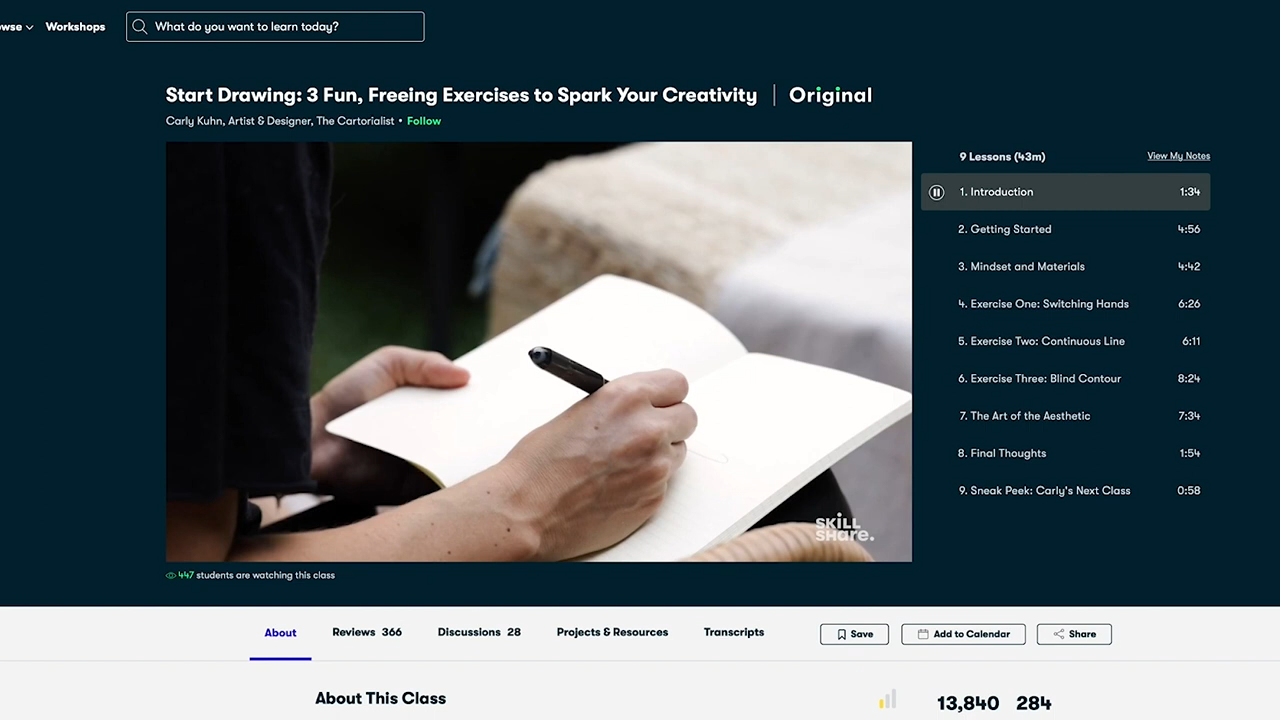 owse
Workshops
What do you want to learn today?
Start Drawing: 3 Fun, Freeing Exercises to Spark Your Creativity | Original
Carly Kuhn, Artist & Designer, The Cartorialist • Follow
9 Lessons (43m)
View My Notes
1. Introduction 1:34
2. Getting Started 4:56
3. Mindset and Materials 4:42
4. Exercise One: Switching Hands 6:26
5. Exercise Two: Continuous Line 6:11
6. Exercise Three: Blind Contour 8:24
7. The Art of the Aesthetic 7:34
8. Final Thoughts 1:54
9. Sneak Peek: Carly's Next Class 0:58
SKILL
SHARE.
447 students are watching this class
About
Reviews 366
Discussions 28
Projects & Resources
Transcripts
Save
Add to Calendar
Share
About This Class
13,840 284